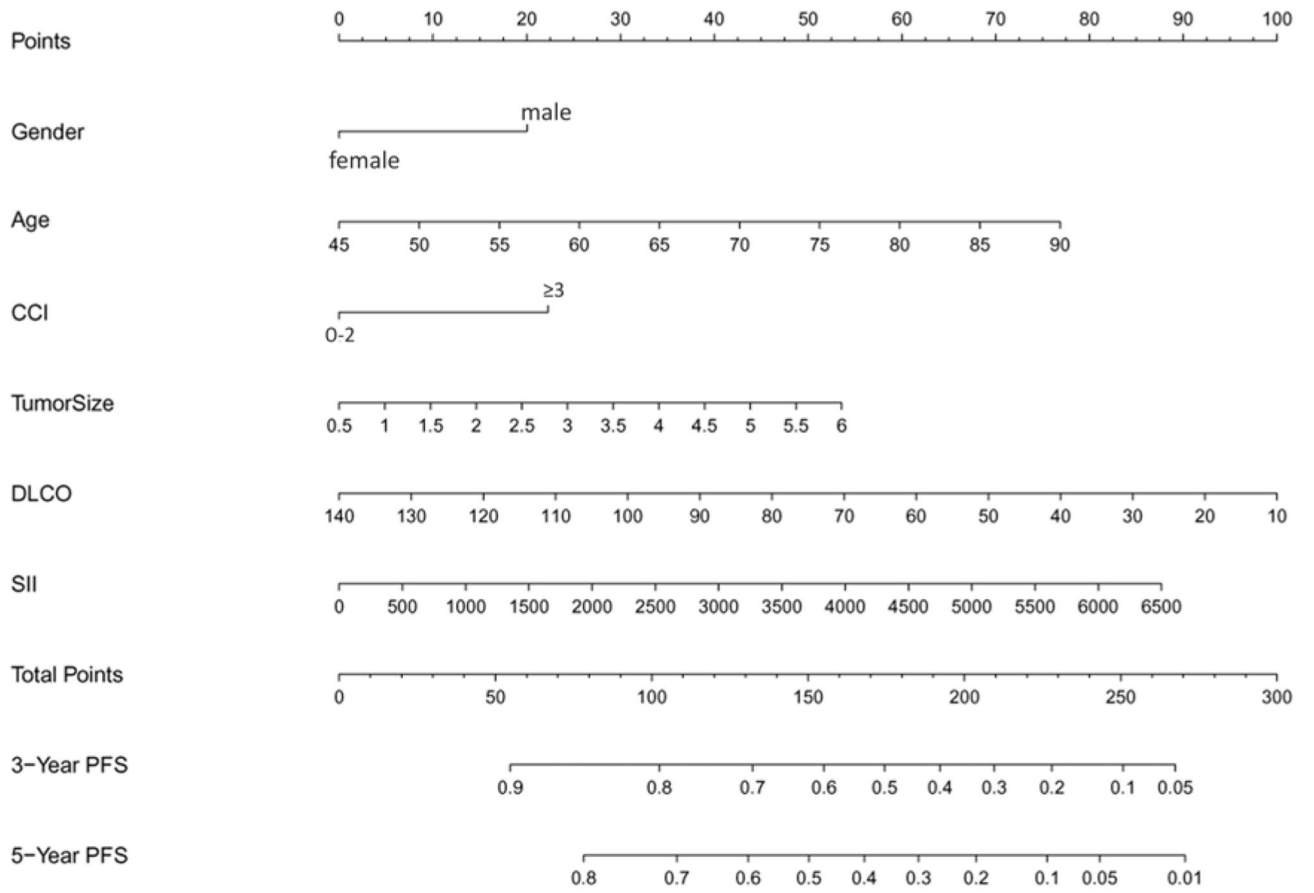 Points 0 10 20 30 40 50 60 70 80 90 100
Gender male
female
Age
45 50 55 60 65 70 75 80 85 90
CCI ≥3
0-2
TumorSize
0.5 1 1.5 2 2.5 3 3.5 4 4.5 5 5.5 6
DLCO
140 130 120 110 100 90 80 70 60 50 40 30 20 10
SII
0 500 1000 1500 2000 2500 3000 3500 4000 4500 5000 5500 6000 6500
Total Points
0 50 100 150 200 250 300
3−Year PFS
0.9 0.8 0.7 0.6 0.5 0.4 0.3 0.2 0.1 0.05
5−Year PFS
0.8 0.7 0.6 0.5 0.4 0.3 0.2 0.1 0.05 0.01